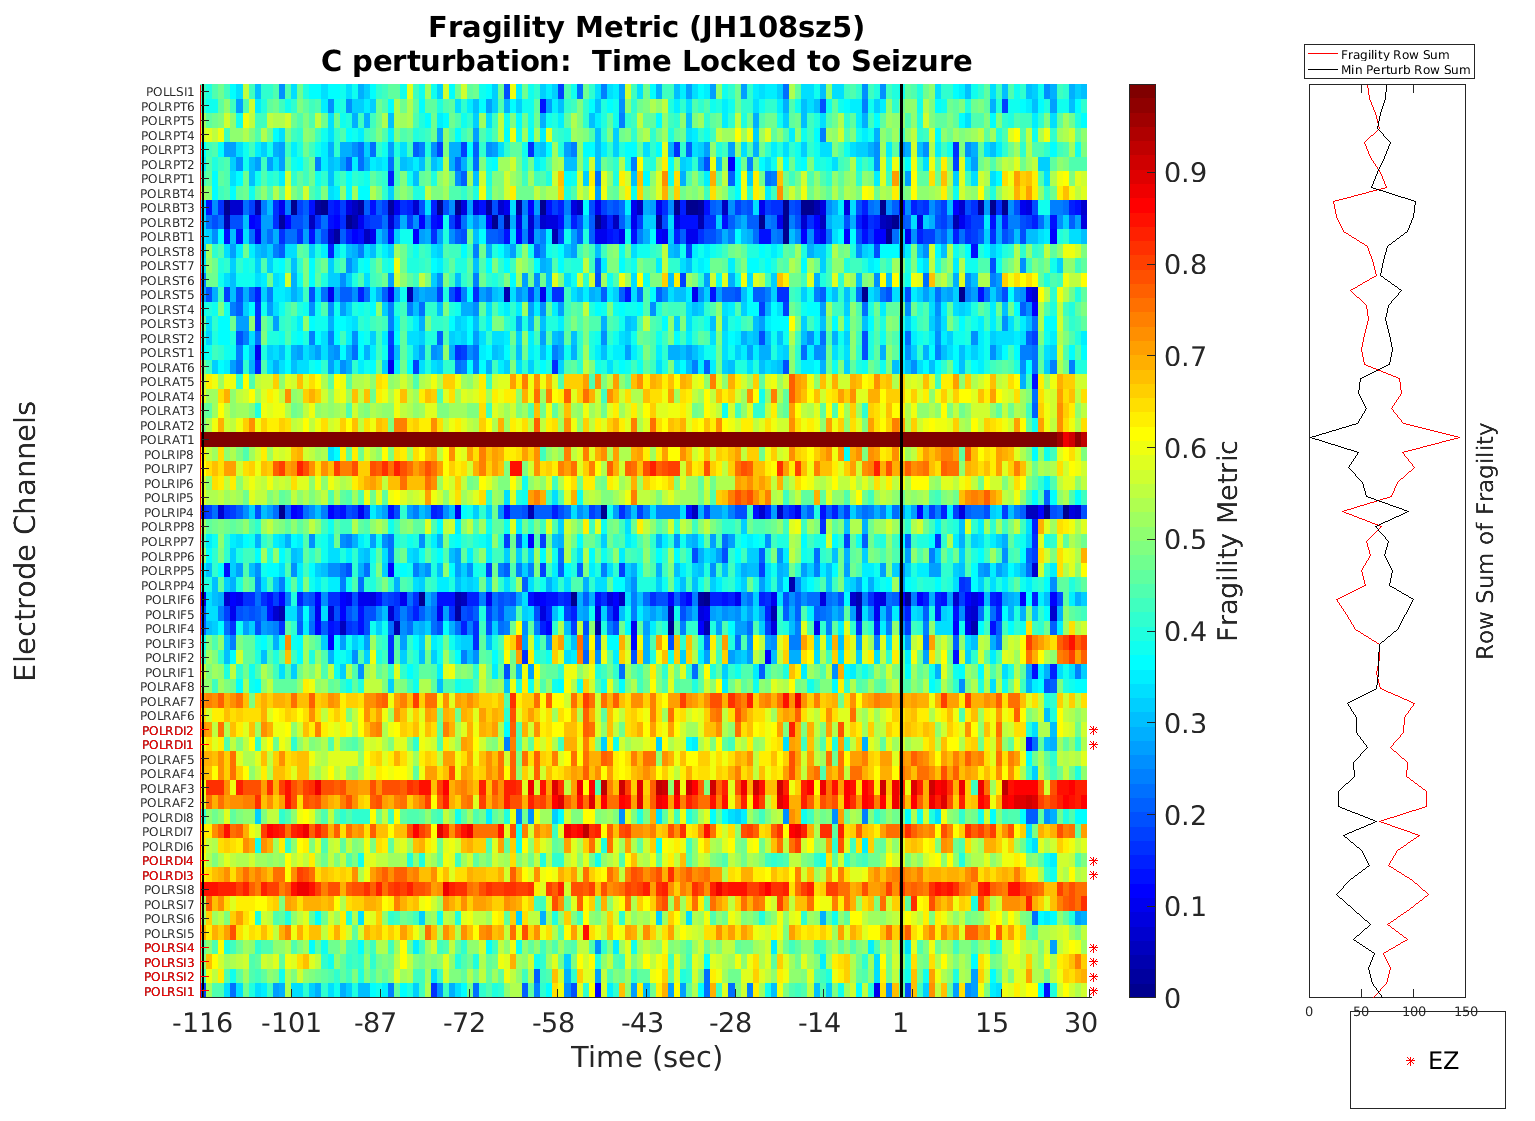 Fragility Metric (JH108sz5)
C perturbation:  Time Locked to Seizure
Electrode Channels
POLLSI1
POLRPT6
POLRPT5
POLRPT4
POLRPT3
POLRPT2
POLRPT1
POLRBT4
POLRBT3
POLRBT2
POLRBT1
POLRST8
POLRST7
POLRST6
POLRST5
POLRST4
POLRST3
POLRST2
POLRST1
POLRAT6
POLRAT5
POLRAT4
POLRAT3
POLRAT2
POLRAT1
POLRIP8
POLRIP7
POLRIP6
POLRIP5
POLRIP4
POLRPP8
POLRPP7
POLRPP6
POLRPP5
POLRPP4
POLRIF6
POLRIF5
POLRIF4
POLRIF3
POLRIF2
POLRIF1
POLRAF8
POLRAF7
POLRAF6
POLRDI2
POLRDI1
POLRAF5
POLRAF4
POLRAF3
POLRAF2
POLRDI8
POLRDI7
POLRDI6
POLRDI4
POLRDI3
POLRSI8
POLRSI7
POLRSI6
POLRSI5
POLRSI4
POLRSI3
POLRSI2
POLRSI1
-116 -101 -87 -72 -58 -43 -28 -14 1 15 30
Time (sec)
0.9
0.8
0.7
0.6
0.5
0.4
0.3
0.2
0.1
0
Fragility Metric
Fragility Row Sum
Min Perturb Row Sum
0 50 100 150
Row Sum of Fragility
EZ